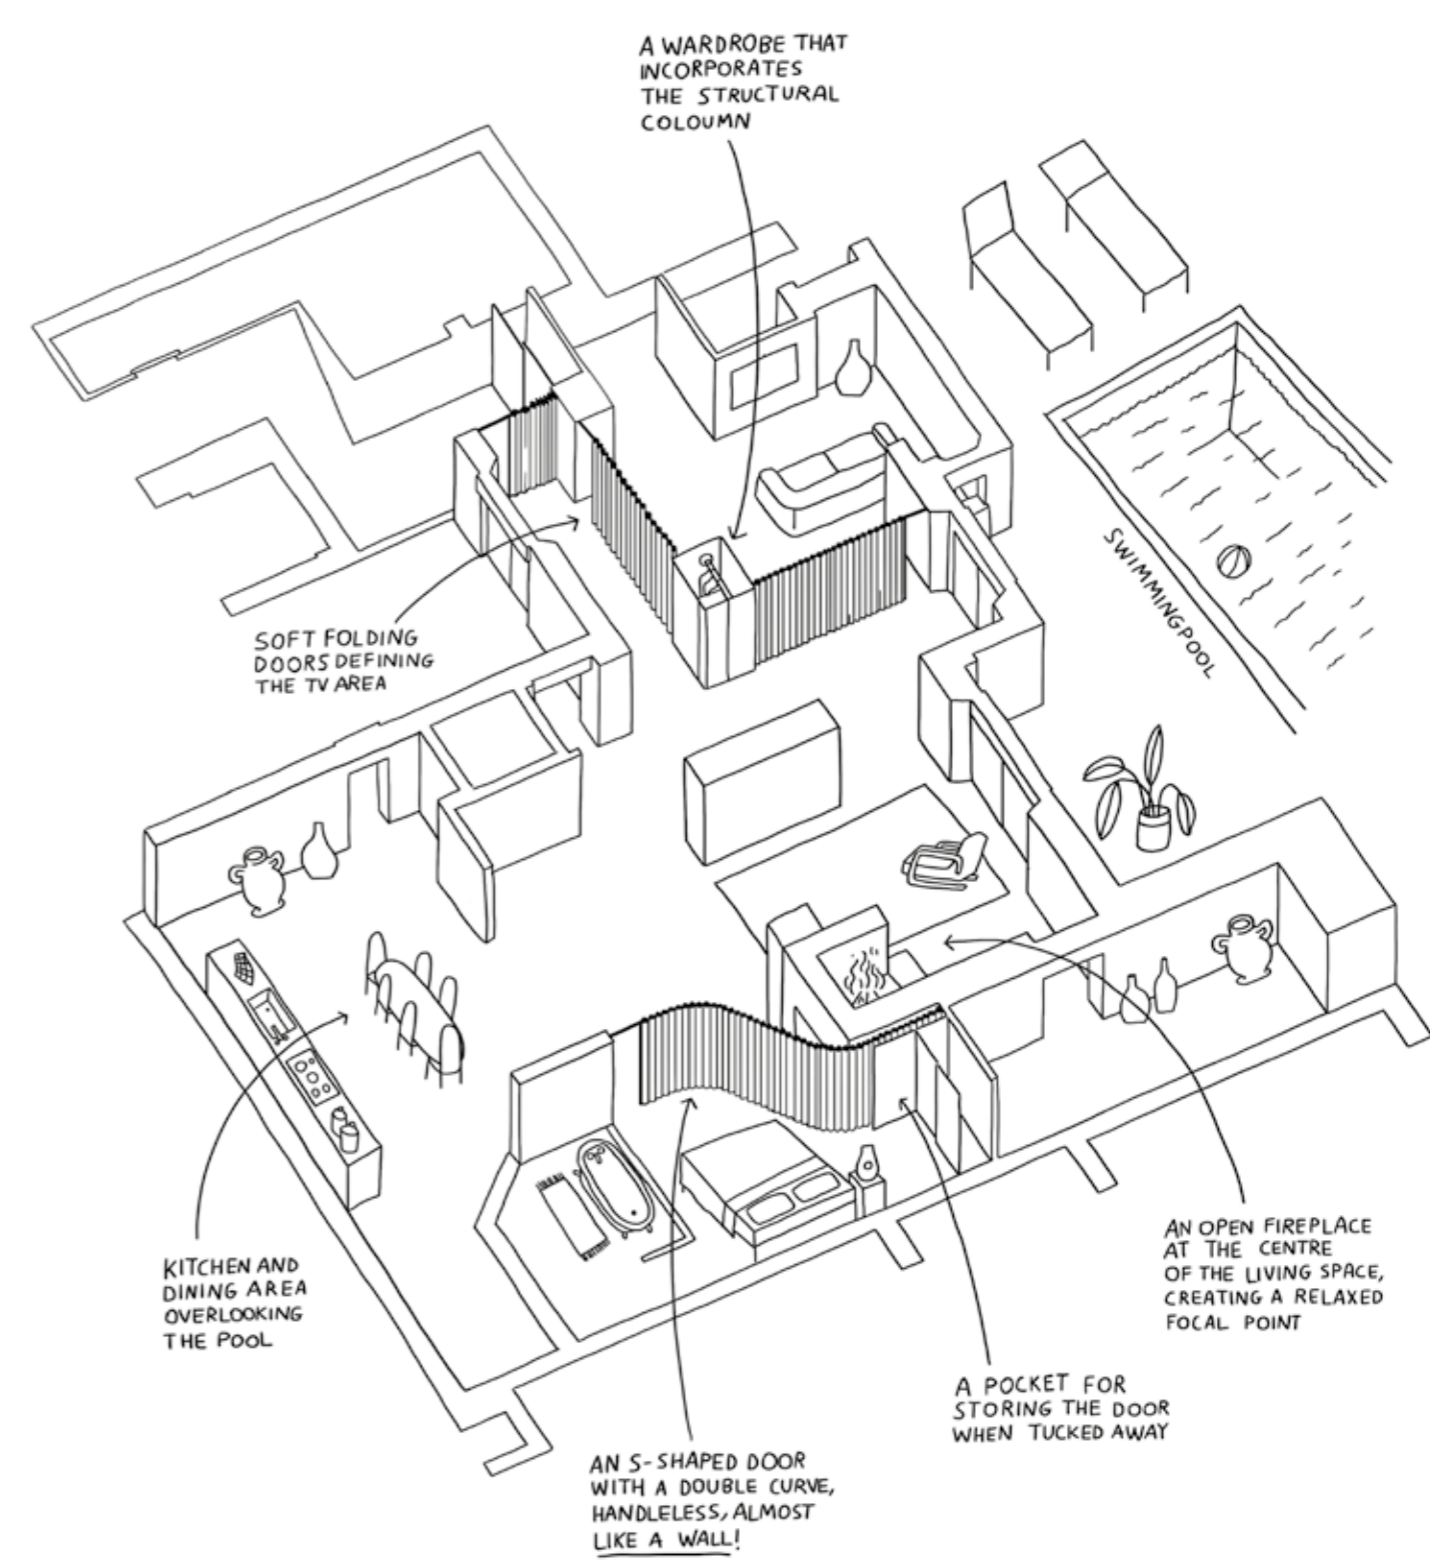 A WARDROBE THAT
INCORPORATES
THE STRUCTURAL
COLOUMN
SWIMMINGPOOL
SOFT FOLDING
DOORS DEFINING
THE TV AREA
KITCHEN AND
DINING AREA
OVERLOOKING
THE POOL
AN OPEN FIREPLACE
AT THE CENTRE
OF THE LIVING SPACE,
CREATING A RELAXED
FOCAL POINT
A POCKET FOR
STORING THE DOOR
WHEN TUCKED AWAY
AN S-SHAPED DOOR
WITH A DOUBLE CURVE,
HANDLELESS, ALMOST
LIKE A WALL!